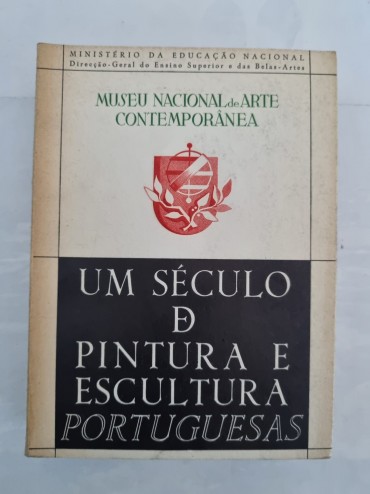 MINISTÉRIO DA EDUCAÇÃO NACIONAL
Direcção-Geral do Ensino Superior e das Belas-Artes
MUSEU NACIONAL de ARTE
CONTEMPORÂNEA
UM SÉCULO
DE
PINTURA E
ESCULTURA
PORTUGUESAS